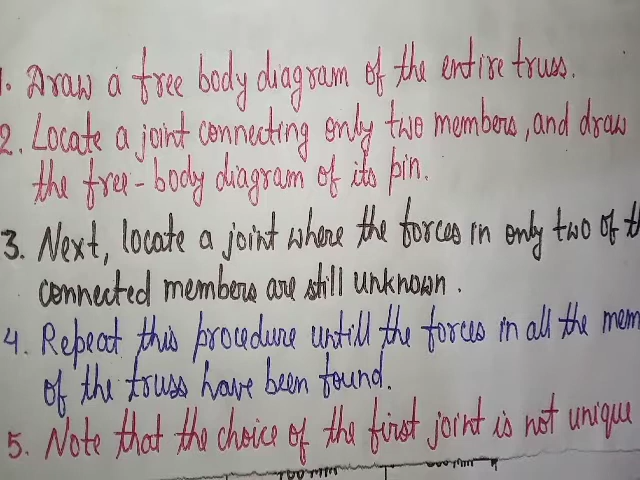 1. Draw a free body diagram of the entire truss.
2. Locate a joint connecting only two members, and draw
the free-body diagram of its pin.
3. Next, locate a joint where the forces in only two of th
connected members are still unknown.
4. Repeat this procedure untill the forces in all the mem
of the truss have been found.
5. Note that the choice of the first joint is not unique